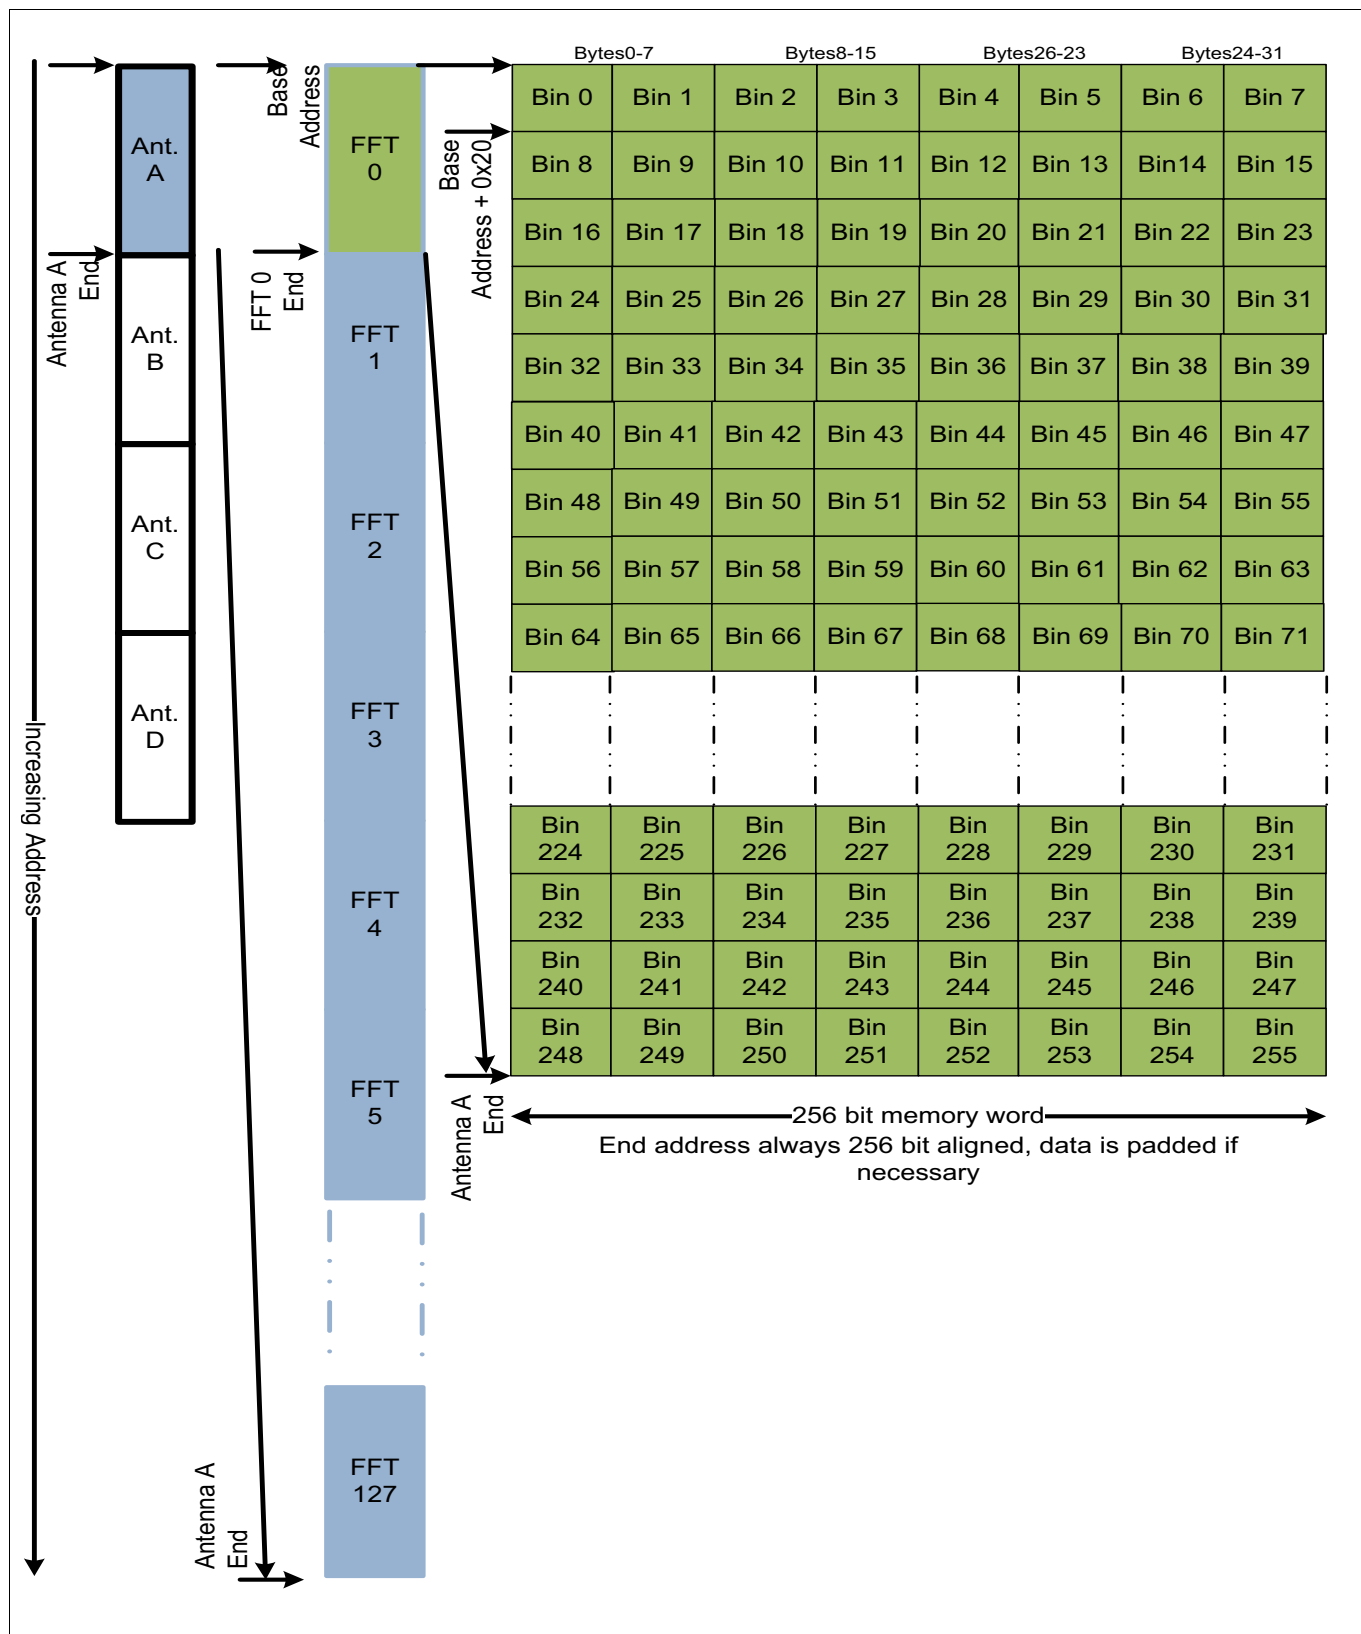 Bytes0-7 Bytes8-15 Bytes26-23 Bytes24-31
Increasing Address
Ant.
A
Ant.
B
Ant.
C
Ant.
D
Antenna A
End
Base
Address
FFT 0
End
Antenna A
End
FFT
0
FFT
1
FFT
2
FFT
3
FFT
4
FFT
5
FFT
127
Base
Address + 0x20
Antenna A
End
Bin 0 Bin 1 Bin 2 Bin 3 Bin 4 Bin 5 Bin 6 Bin 7
Bin 8 Bin 9 Bin 10 Bin 11 Bin 12 Bin 13 Bin14 Bin 15
Bin 16 Bin 17 Bin 18 Bin 19 Bin 20 Bin 21 Bin 22 Bin 23
Bin 24 Bin 25 Bin 26 Bin 27 Bin 28 Bin 29 Bin 30 Bin 31
Bin 32 Bin 33 Bin 34 Bin 35 Bin 36 Bin 37 Bin 38 Bin 39
Bin 40 Bin 41 Bin 42 Bin 43 Bin 44 Bin 45 Bin 46 Bin 47
Bin 48 Bin 49 Bin 50 Bin 51 Bin 52 Bin 53 Bin 54 Bin 55
Bin 56 Bin 57 Bin 58 Bin 59 Bin 60 Bin 61 Bin 62 Bin 63
Bin 64 Bin 65 Bin 66 Bin 67 Bin 68 Bin 69 Bin 70 Bin 71
Bin Bin Bin Bin Bin Bin Bin Bin
224 225 226 227 228 229 230 231
Bin Bin Bin Bin Bin Bin Bin Bin
232 233 234 235 236 237 238 239
Bin Bin Bin Bin Bin Bin Bin Bin
240 241 242 243 244 245 246 247
Bin Bin Bin Bin Bin Bin Bin Bin
248 249 250 251 252 253 254 255
256 bit memory word
End address always 256 bit aligned, data is padded if
necessary